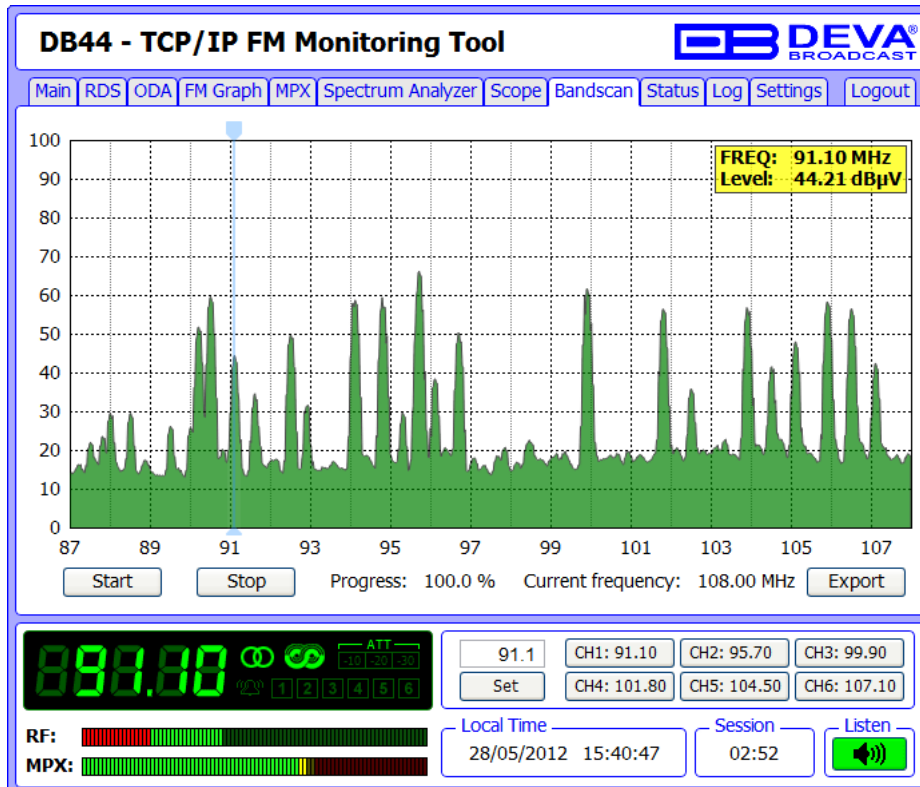 DB44 - TCP/IP FM Monitoring Tool
DB DEVA®
BROADCAST
Main RDS ODA FM Graph MPX Spectrum Analyzer Scope Bandscan Status Log Settings Logout
FREQ: 91.10 MHz
Level: 44.21 dBµV
100
90
80
70
60
50
40
30
20
10
0
87 89 91 93 95 97 99 101 103 105 107
Start Stop Progress: 100.0 % Current frequency: 108.00 MHz Export
91.10
ATT
-10 -20 -30
1 2 3 4 5 6
91.1 CH1: 91.10 CH2: 95.70 CH3: 99.90
Set CH4: 101.80 CH5: 104.50 CH6: 107.10
RF:
MPX:
Local Time
28/05/2012 15:40:47
Session
02:52
Listen